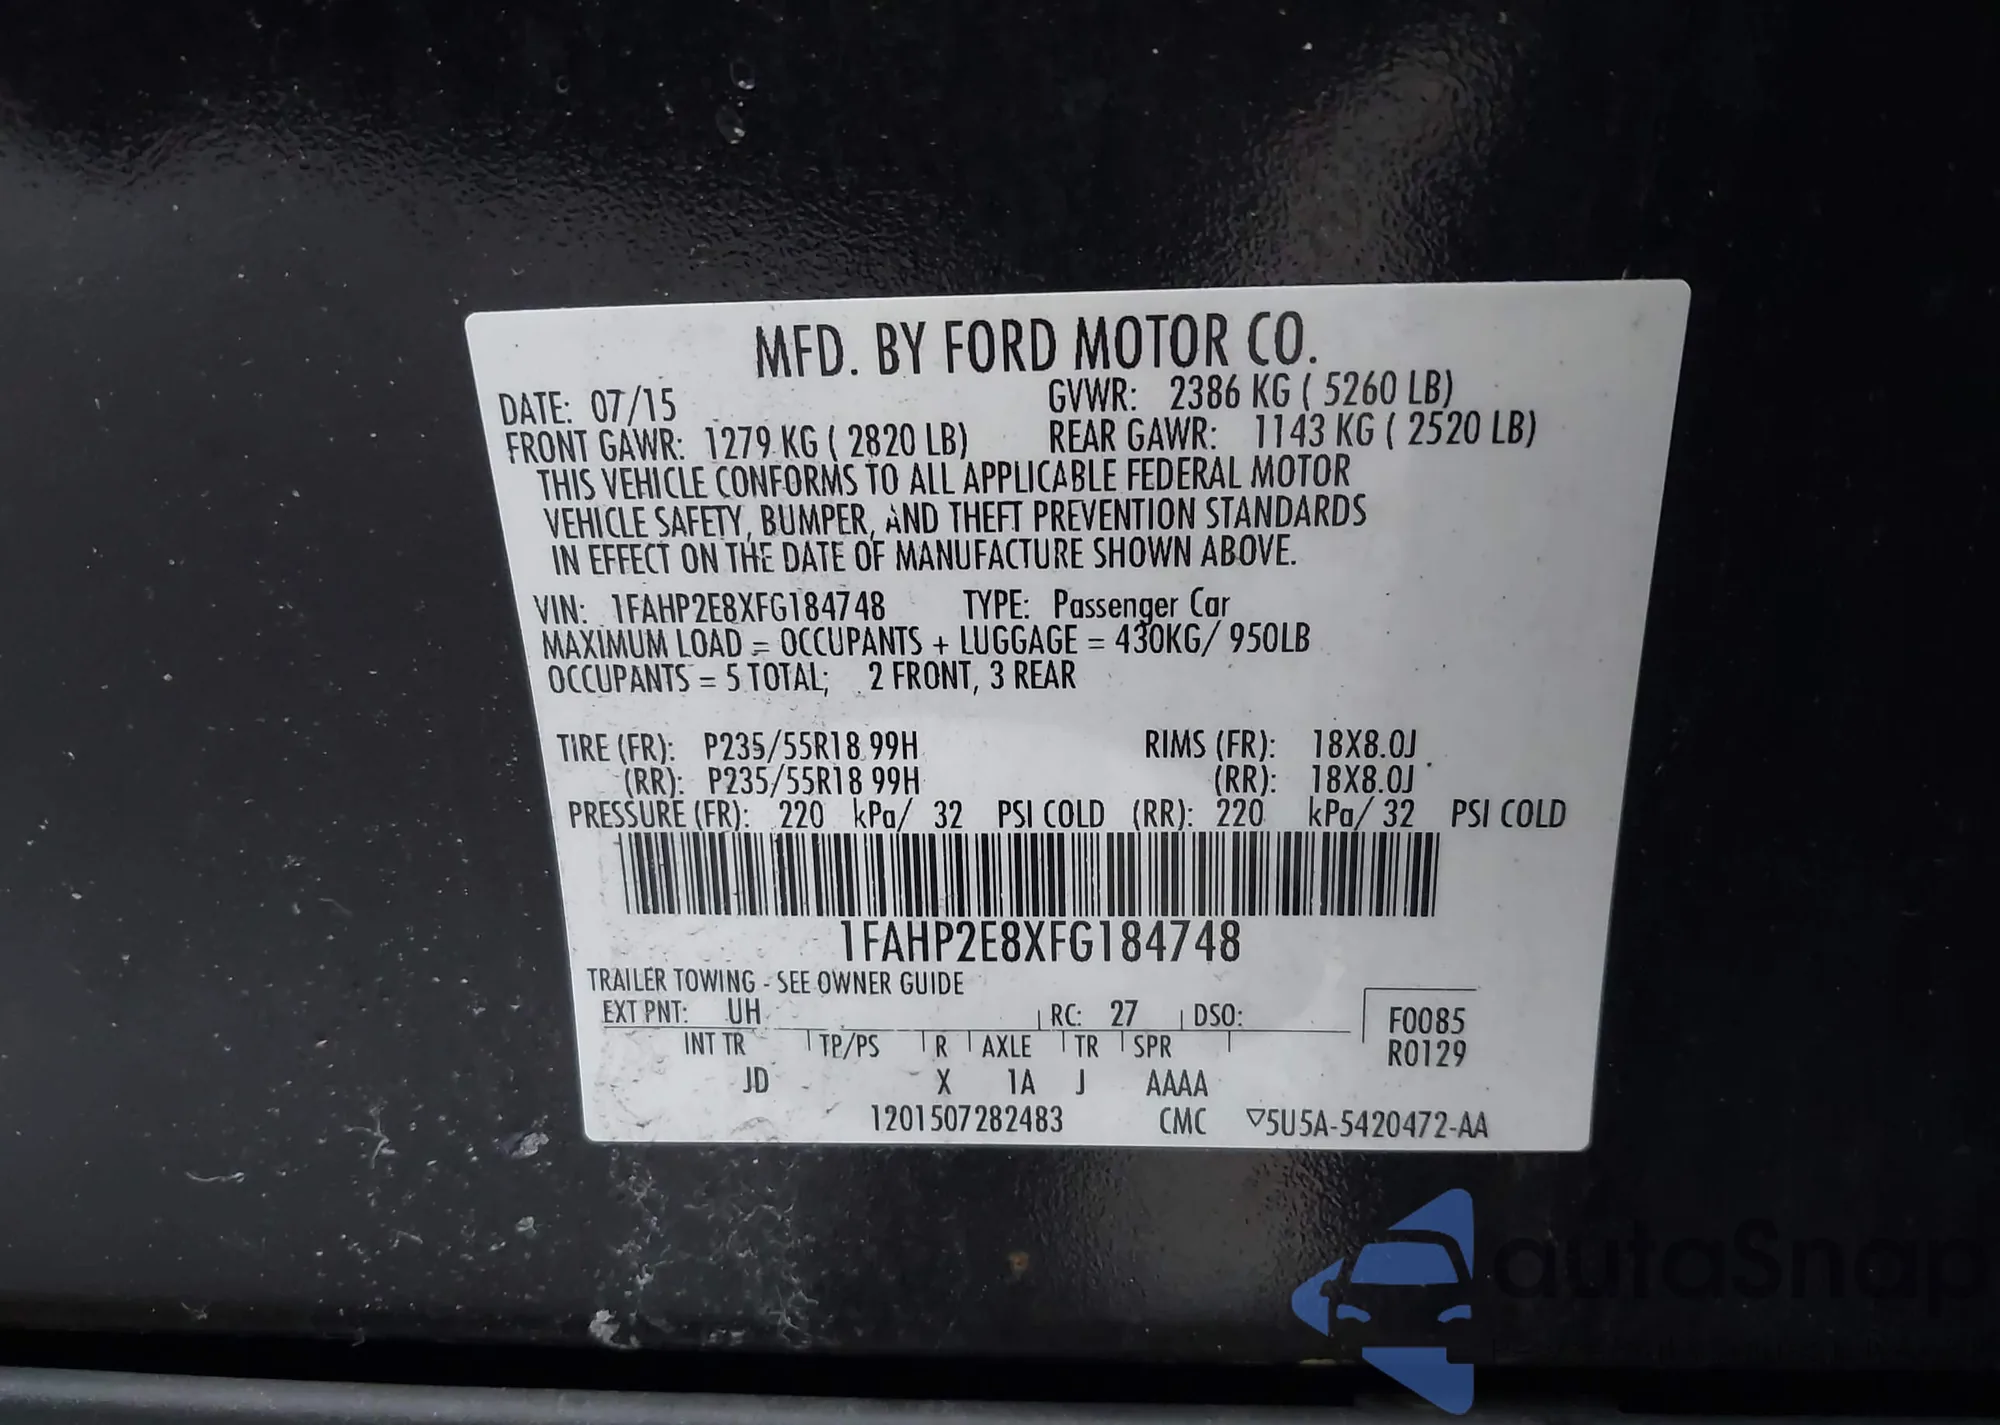 MFD. BY FORD MOTOR CO.
DATE: 07/15 GVWR: 2386 KG ( 5260 LB)
FRONT GAWR: 1279 KG ( 2820 LB) REAR GAWR: 1143 KG ( 2520 LB)
THIS VEHICLE CONFORMS TO ALL APPLICABLE FEDERAL MOTOR
VEHICLE SAFETY, BUMPER, AND THEFT PREVENTION STANDARDS
IN EFFECT ON THE DATE OF MANUFACTURE SHOWN ABOVE.
VIN: 1FAHP2E8XFG184748 TYPE: Passenger Car
MAXIMUM LOAD = OCCUPANTS + LUGGAGE = 430KG/ 950LB
OCCUPANTS = 5 TOTAL; 2 FRONT, 3 REAR
TIRE (FR): P235/55R18 99H RIMS (FR): 18X8.0J
(RR): P235/55R18 99H (RR): 18X8.0J
PRESSURE (FR): 220 kPa/ 32 PSI COLD (RR): 220 kPa/ 32 PSI COLD
1FAHP2E8XFG184748
TRAILER TOWING - SEE OWNER GUIDE
EXT PNT: UH RC: 27 DSO: F0085
INT TR TP/PS R AXLE TR SPR R0129
JD X 1A J AAAA
1201507282483 CMC ▽5U5A-5420472-AA
autoSnap